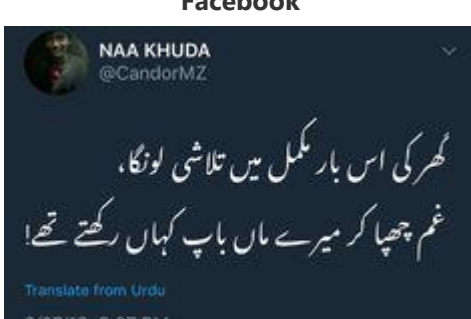 Facebook
NAA KHUDA
@CandorMZ
گھر کی اس بار مکمل میں تلاشی لونگا،
غم چھپا کر میرے ماں باپ کہاں رکھتے تھے!
Translate from Urdu